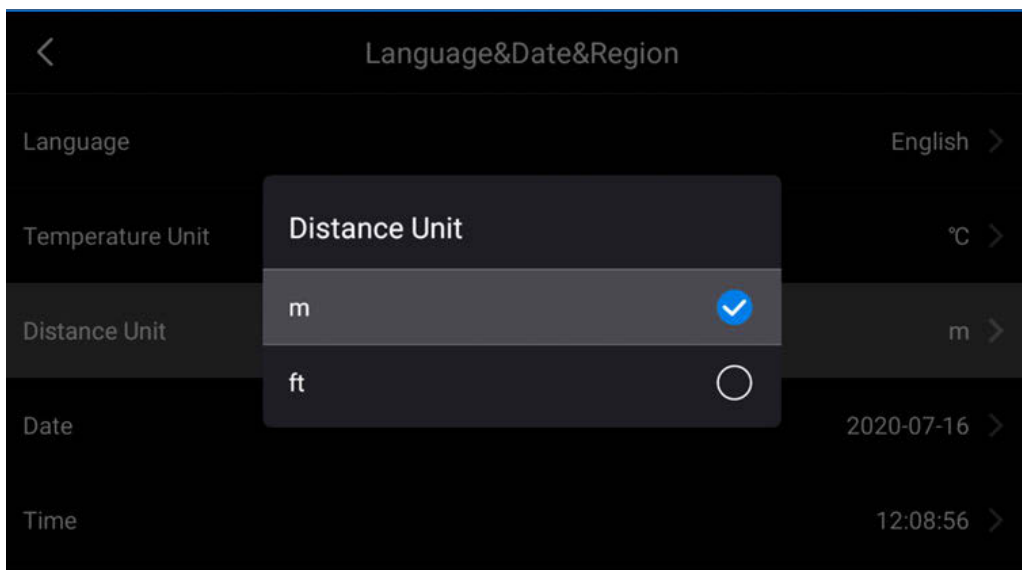 Language&Date&Region
Language English
Temperature Unit ℃
Distance Unit
m
ft
Distance Unit m
Date 2020-07-16
Time 12:08:56